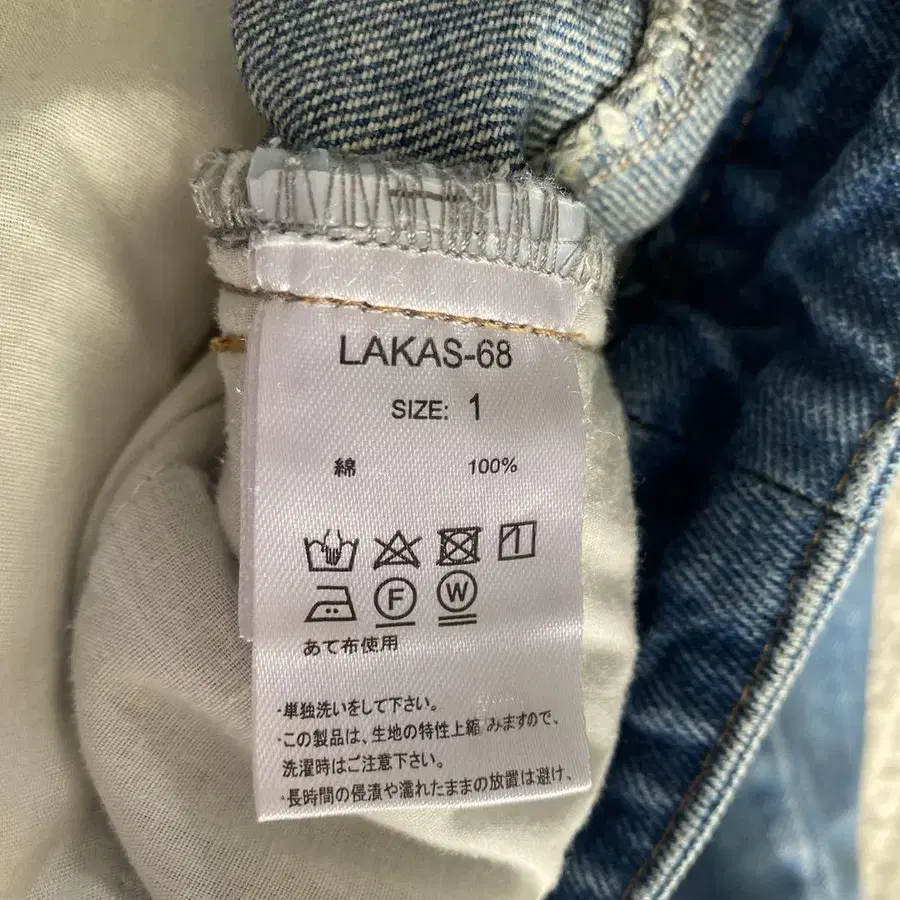 LAKAS-68
SIZE: 1
綿 100%
F W
あて布使用
・単独洗いをして下さい。
・この製品は、生地の特性上縮 みますので、
洗濯時はご注意下さい。
・長時間の侵漬や濡れたままの放置は避け、